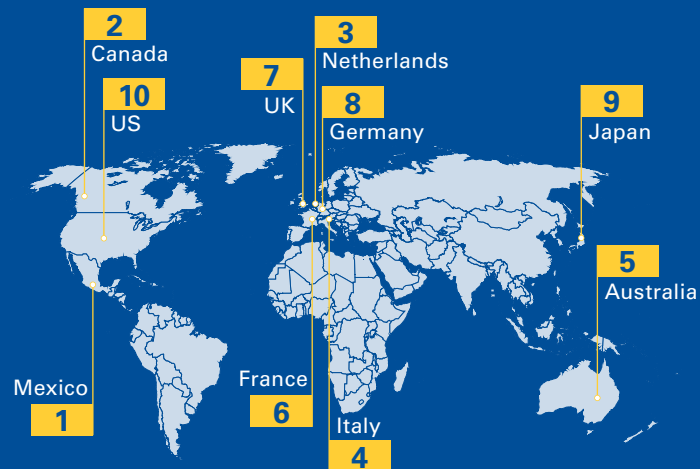 2
Canada
3
Netherlands
7
UK
10
US
8
Germany
9
Japan
5
Australia
Mexico
1
France
6
Italy
4